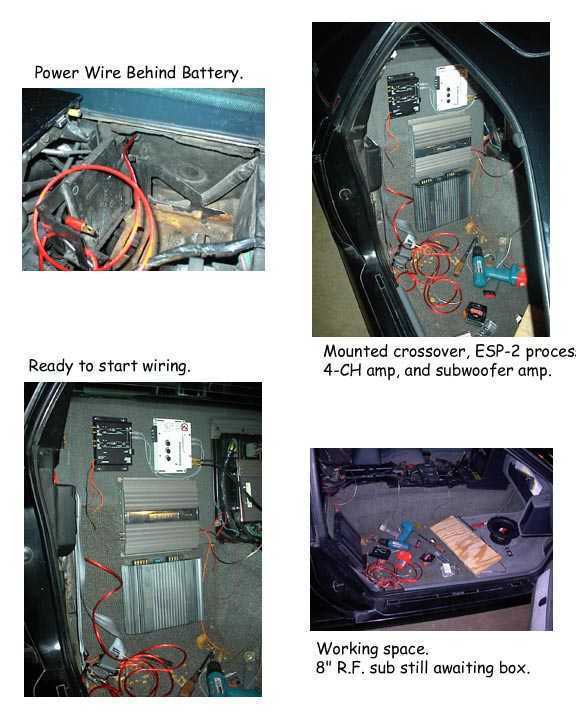 Power Wire Behind Battery.
Mounted crossover, ESP-2 proces
4-CH amp, and subwoofer amp.
Ready to start wiring.
Working space.
8" R.F. sub still awaiting box.